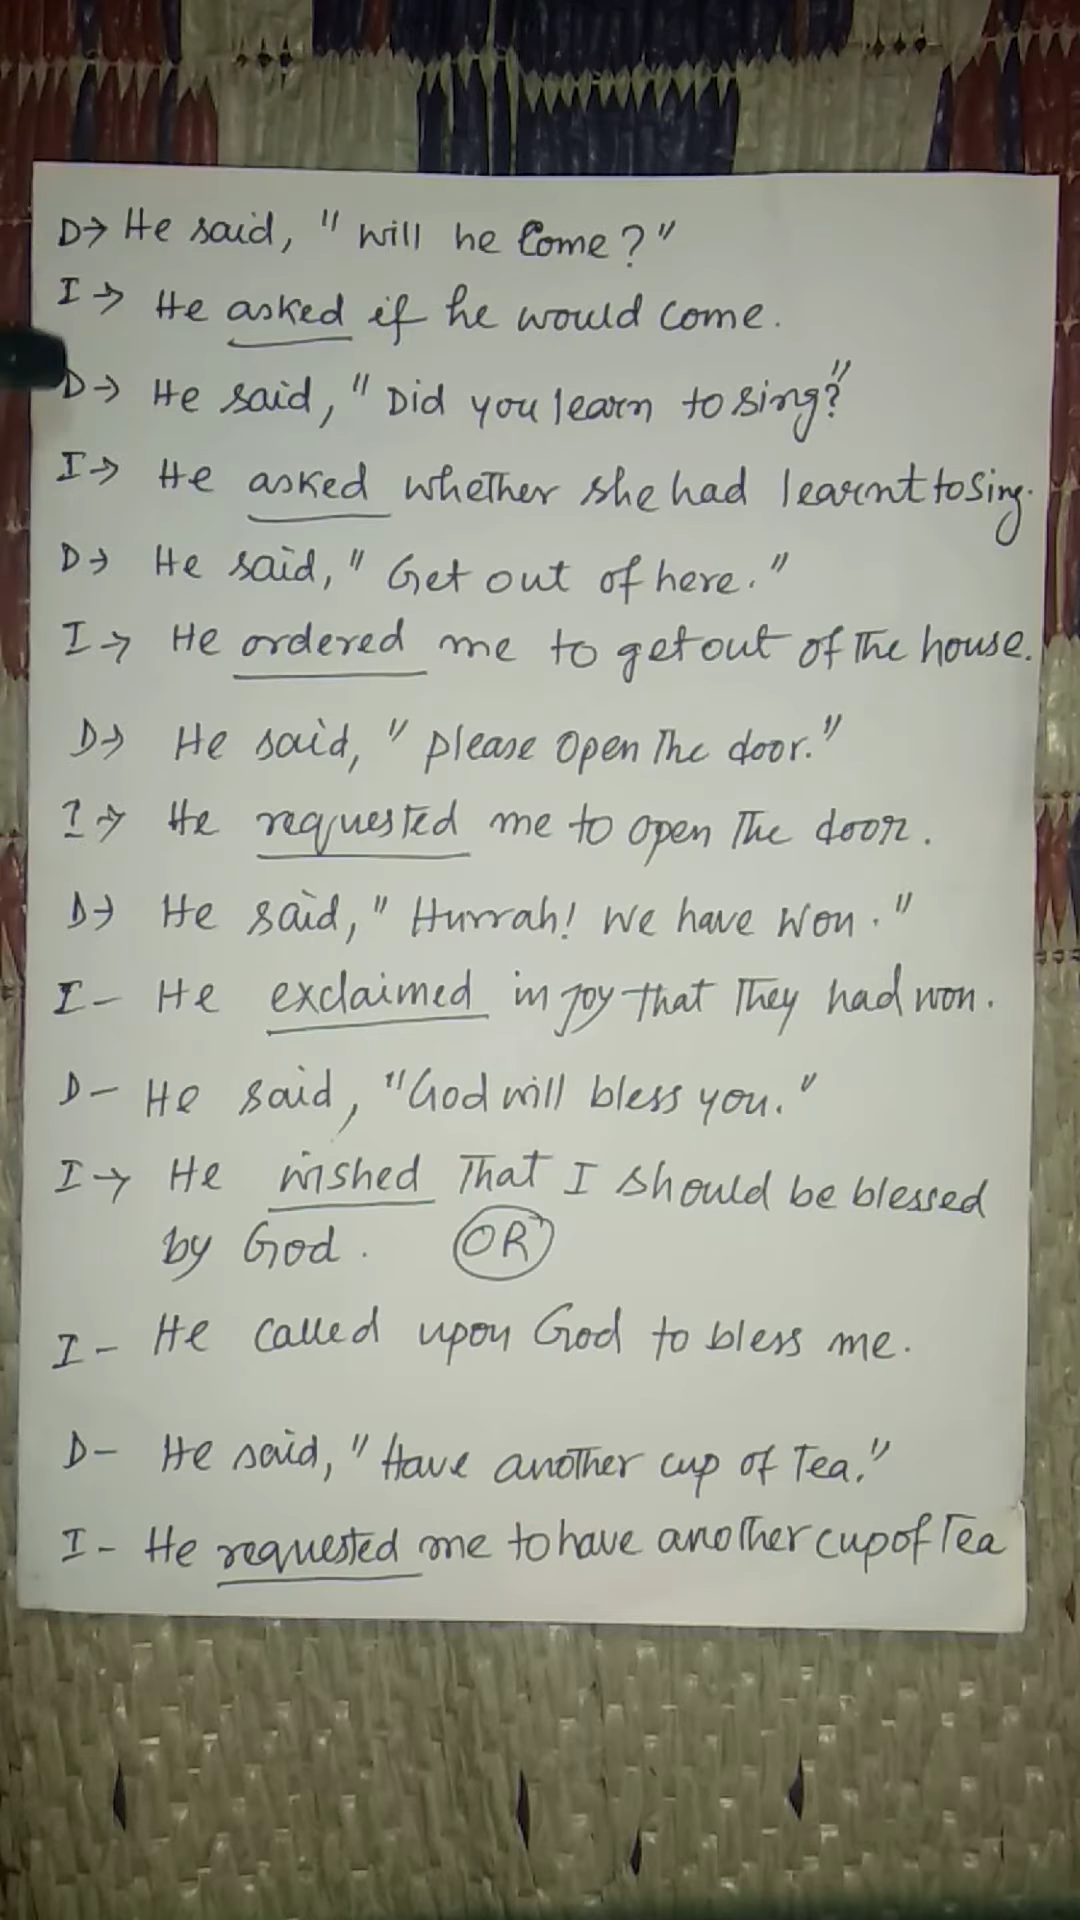 D→ He said, "will he come?"
I→ He asked if he would come.
D→ He said, "Did you learn to sing?"
I→ He asked whether she had learnt to sing.
D→ He said, "Get out of here."
I→ He ordered me to get out of the house.
D→ He said, "please open the door."
I→ He requested me to open the door.
D→ He said, "Hurrah! We have won."
I- He exclaimed in joy that they had won.
D- He said, "God will bless you."
I→ He wished that I should be blessed
by God. OR
I- He called upon God to bless me.
D- He said, "Have another cup of Tea."
I- He requested me to have another cup of Tea